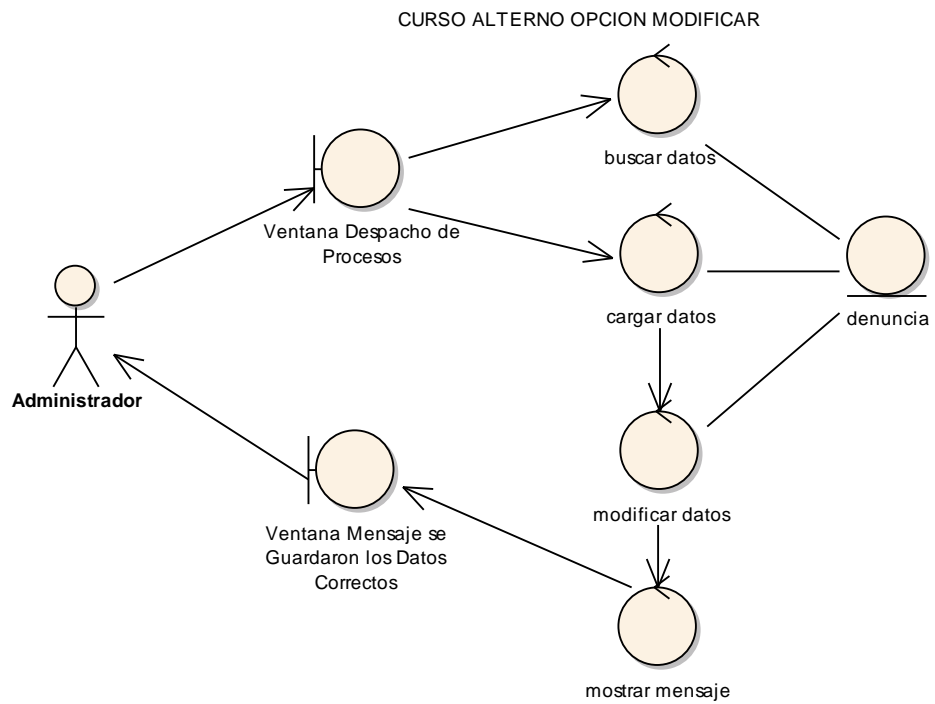 CURSO ALTERNO OPCION MODIFICAR
buscar datos
Ventana Despacho de
Procesos
cargar datos
denuncia
Administrador
modificar datos
Ventana Mensaje se
Guardaron los Datos
Correctos
mostrar mensaje